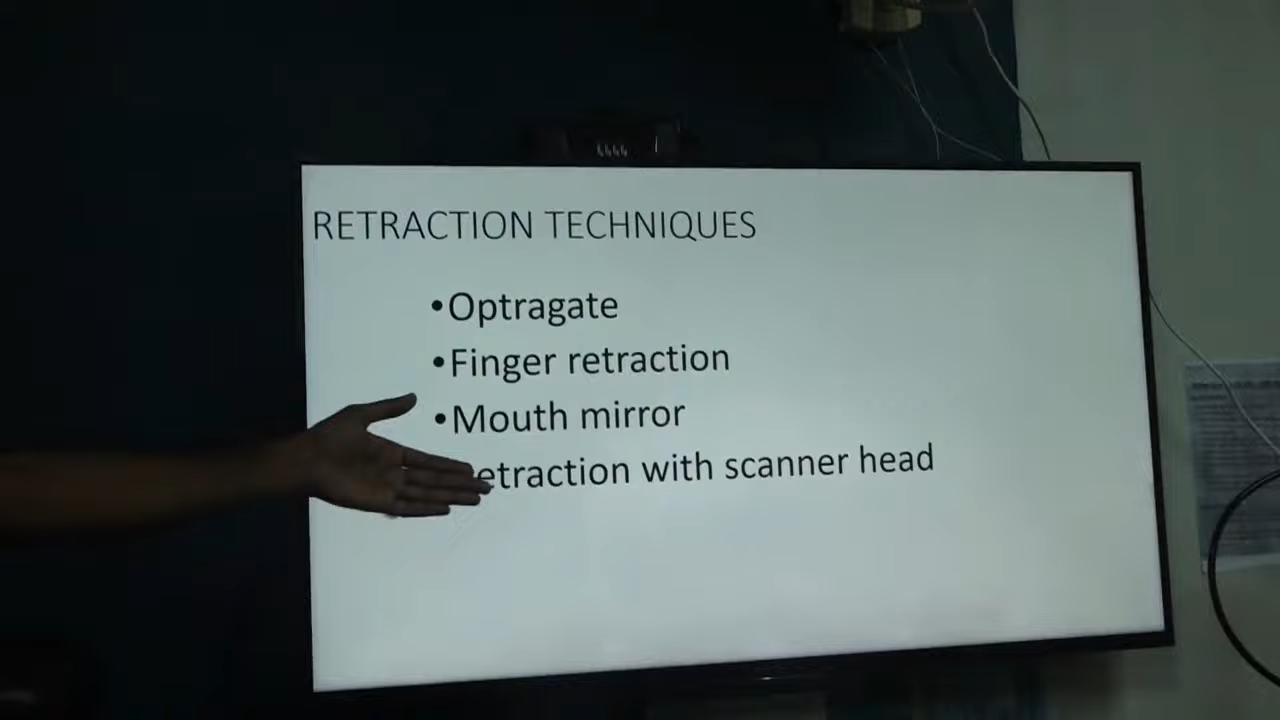 RETRACTION TECHNIQUES
•Optragate
•Finger retraction
•Mouth mirror
etraction with scanner head